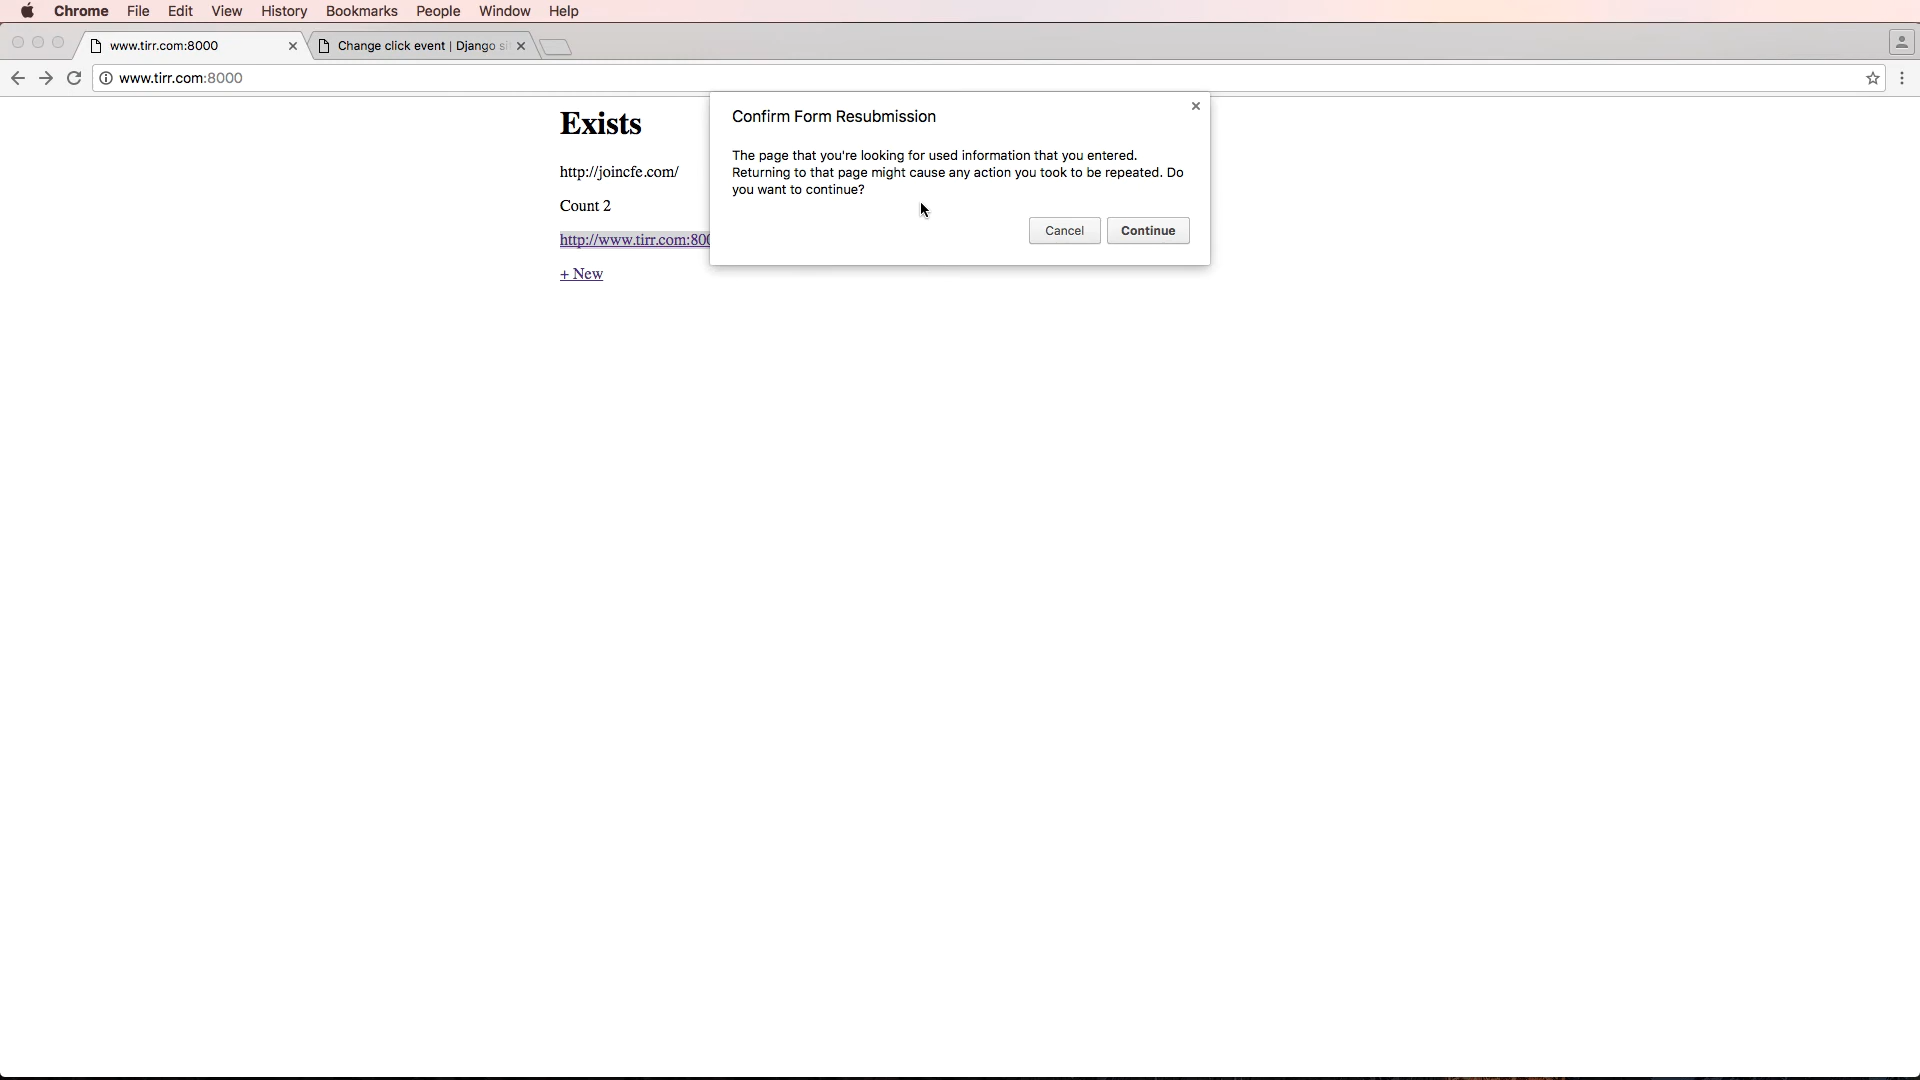 Chrome File Edit View History Bookmarks People Window Help
www.tirr.com:8000 Change click event | Django
www.tirr.com:8000
Exists
http://joincfe.com/
Count 2
http://www.tirr.com:80
+ New
Confirm Form Resubmission
The page that you're looking for used information that you entered.
Returning to that page might cause any action you took to be repeated. Do
you want to continue?
Cancel Continue